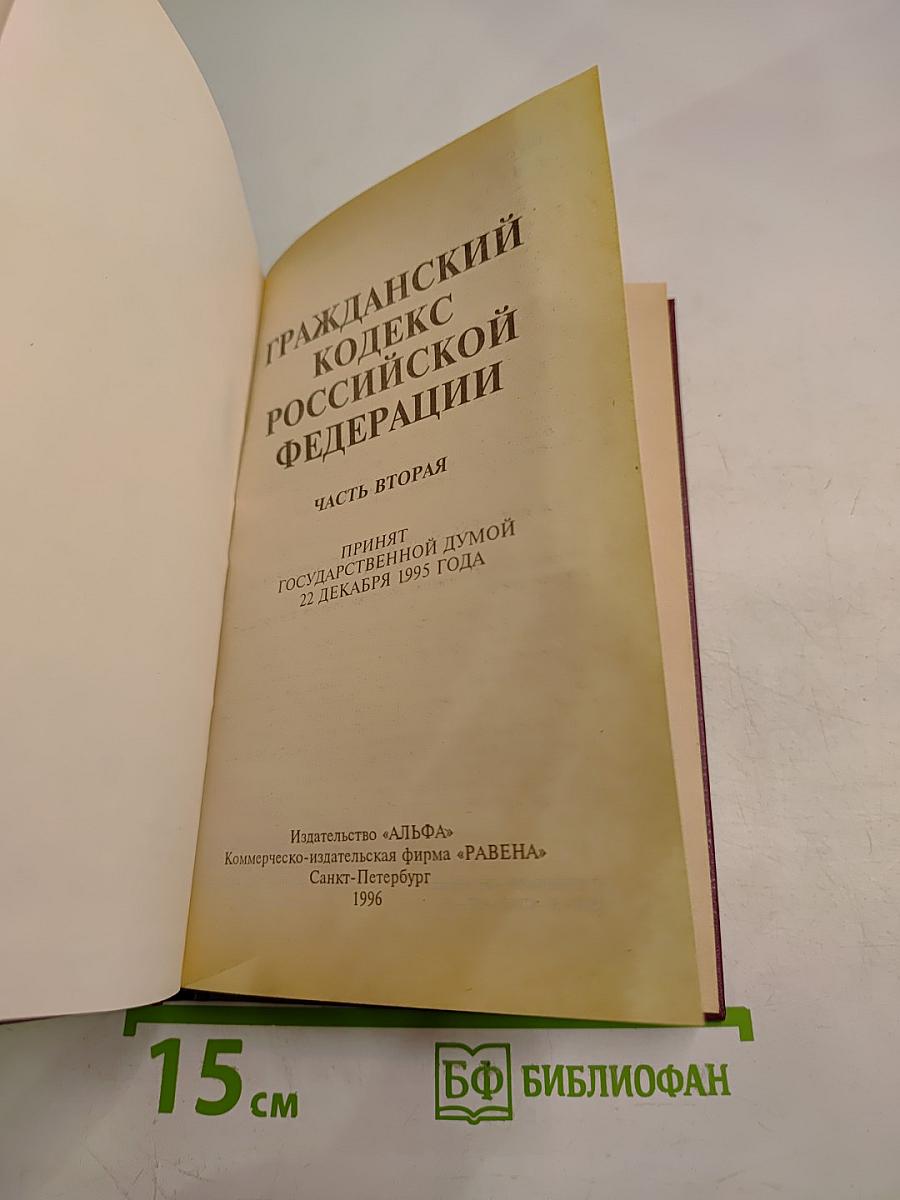 ГРАЖДАНСКИЙ
КОДЕКС
РОССИЙСКОЙ
ФЕДЕРАЦИИ
ЧАСТЬ ВТОРАЯ
ПРИНЯТ
ГОСУДАРСТВЕННОЙ ДУМОЙ
22 ДЕКАБРЯ 1995 ГОДА
Издательство «АЛЬФА»
Коммерческо-издательская фирма «РАВЕНА»
Санкт-Петербург
1996
15 см
БФ БИБЛИОФАН